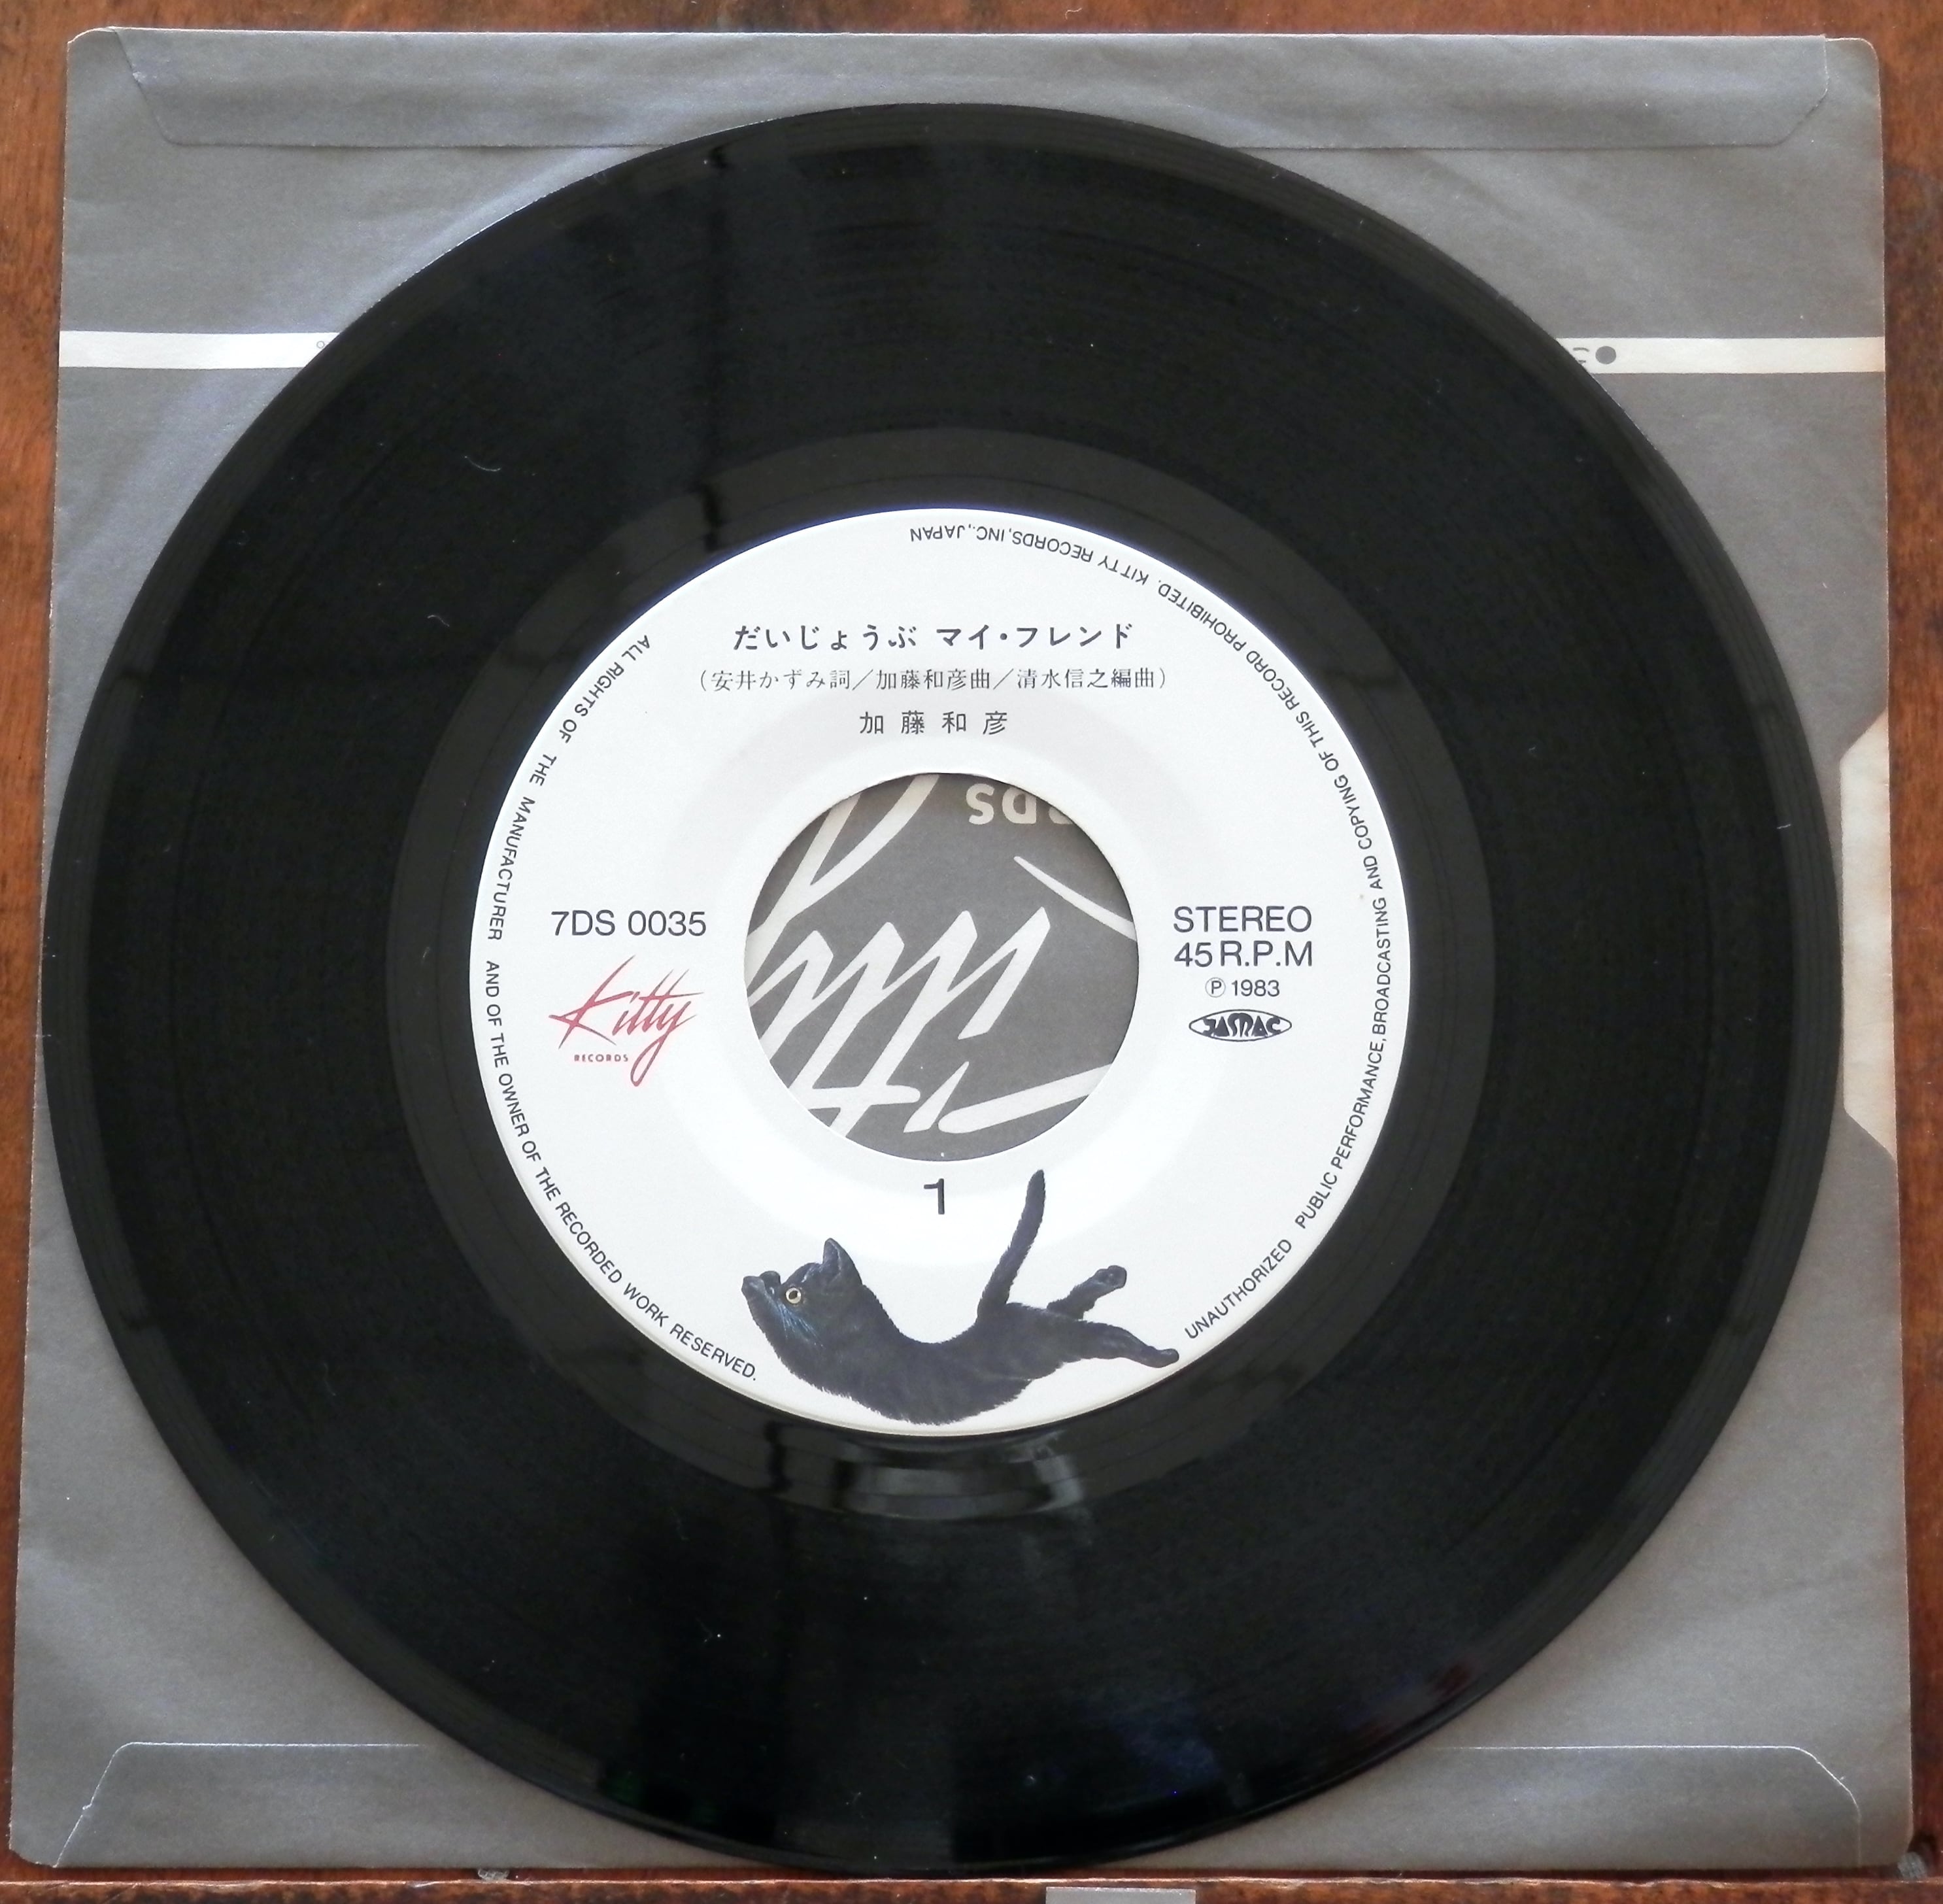 だいじょうぶ マイ・フレンド
(安井かずみ詞／加藤和彦曲／清水信之編曲)
加藤和彦
7DS 0035
Kitty
RECORDS
STEREO
45 R.P.M
Ⓟ 1983
JASRAC
1
ALL RIGHTS OF THE MANUFACTURER AND OF THE OWNER OF THE RECORDED WORK RESERVED.
UNAUTHORIZED PUBLIC PERFORMANCE, BROADCASTING AND COPYING OF THIS RECORD PROHIBITED. KITTY RECORDS, INC., JAPAN